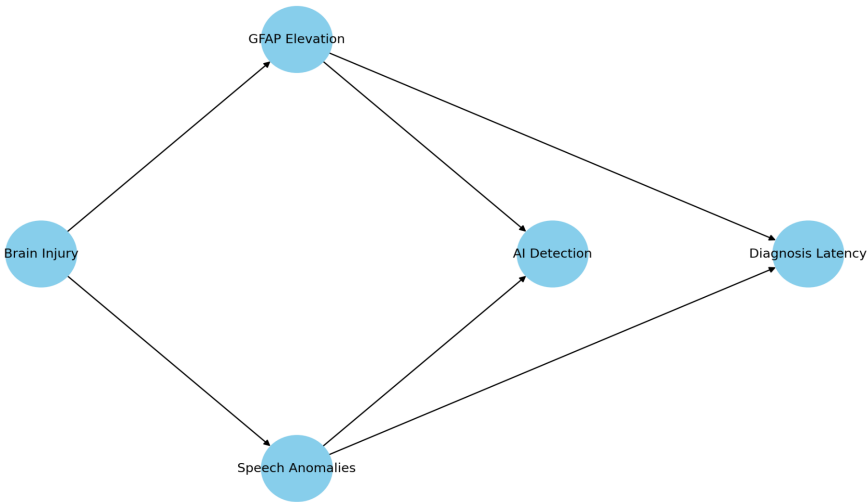 GFAP Elevation
Brain Injury
AI Detection
Diagnosis Latency
Speech Anomalies